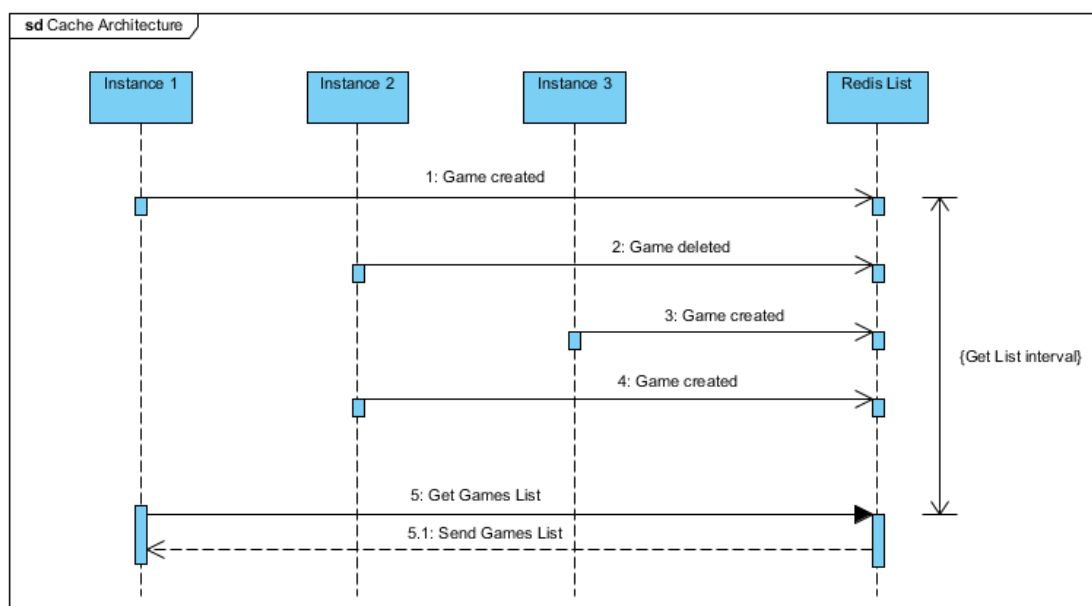 sd Cache Architecture
Instance 1
Instance 2
Instance 3
Redis List
1: Game created
2: Game deleted
3: Game created
{Get List interval}
4: Game created
5: Get Games List
5.1: Send Games List